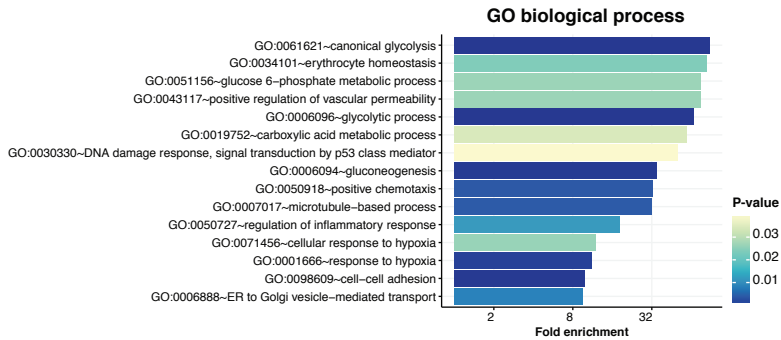 GO biological process
GO:0061621~canonical glycolysis
GO:0034101~erythrocyte homeostasis
GO:0051156~glucose 6-phosphate metabolic process
GO:0043117~positive regulation of vascular permeability
GO:0006096~glycolytic process
GO:0019752~carboxylic acid metabolic process
GO:0030330~DNA damage response, signal transduction by p53 class mediator
GO:0006094~gluconeogenesis
GO:0050918~positive chemotaxis
GO:0007017~microtubule-based process
GO:0050727~regulation of inflammatory response
GO:0071456~cellular response to hypoxia
GO:0001666~response to hypoxia
GO:0098609~cell-cell adhesion
GO:0006888~ER to Golgi vesicle-mediated transport
2 8 32
Fold enrichment
P-value
0.03
0.02
0.01